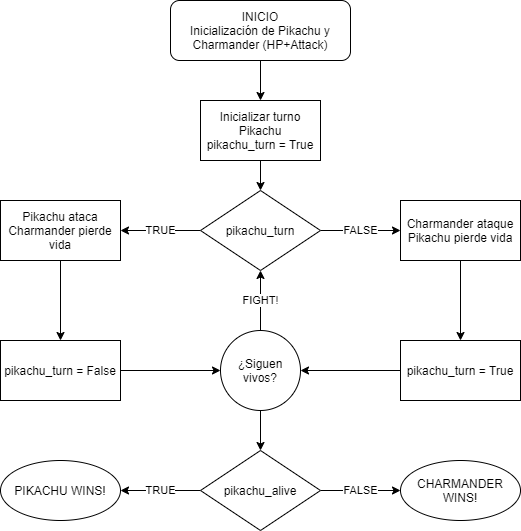 INICIO
Inicialización de Pikachu y
Charmander (HP+Attack)
Inicializar turno
Pikachu
pikachu_turn = True
Pikachu ataca
Charmander pierde
vida
TRUE
pikachu_turn
FALSE
Charmander ataque
Pikachu pierde vida
FIGHT!
pikachu_turn = False
¿Siguen
vivos?
pikachu_turn = True
PIKACHU WINS!
TRUE
pikachu_alive
FALSE
CHARMANDER
WINS!